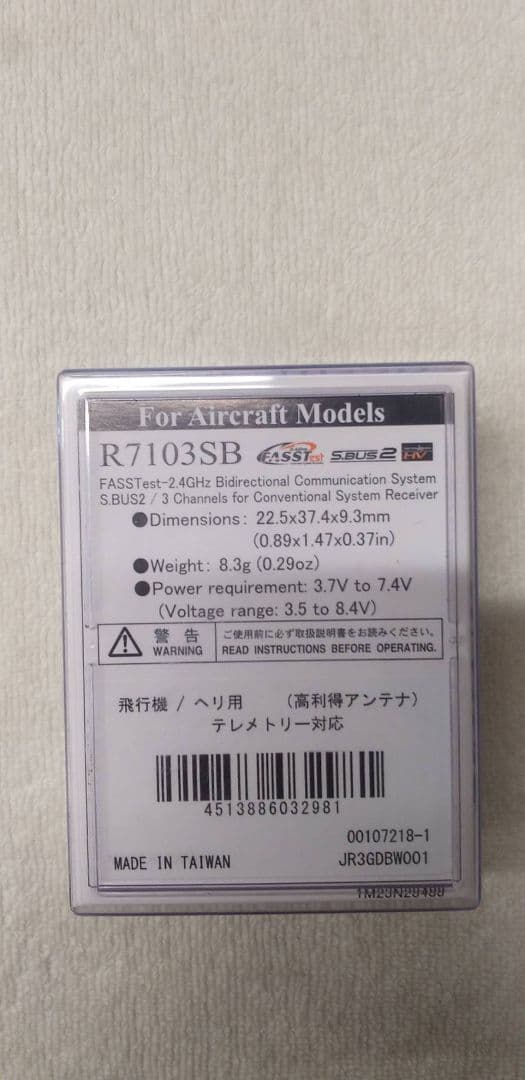 For Aircraft Models
R7103SB FASSTest S.BUS2 HV
FASSTest-2.4GHz Bidirectional Communication System
S.BUS2 / 3 Channels for Conventional System Receiver
●Dimensions: 22.5x37.4x9.3mm
(0.89x1.47x0.37in)
●Weight: 8.3g (0.29oz)
●Power requirement: 3.7V to 7.4V
(Voltage range: 3.5 to 8.4V)
警告 ご使用前に必ず取扱説明書をお読みください。
WARNING READ INSTRUCTIONS BEFORE OPERATING.
飛行機 / ヘリ用 (高利得アンテナ)
テレメトリー対応
4513886032981
00107218-1
MADE IN TAIWAN JR3GDBW001